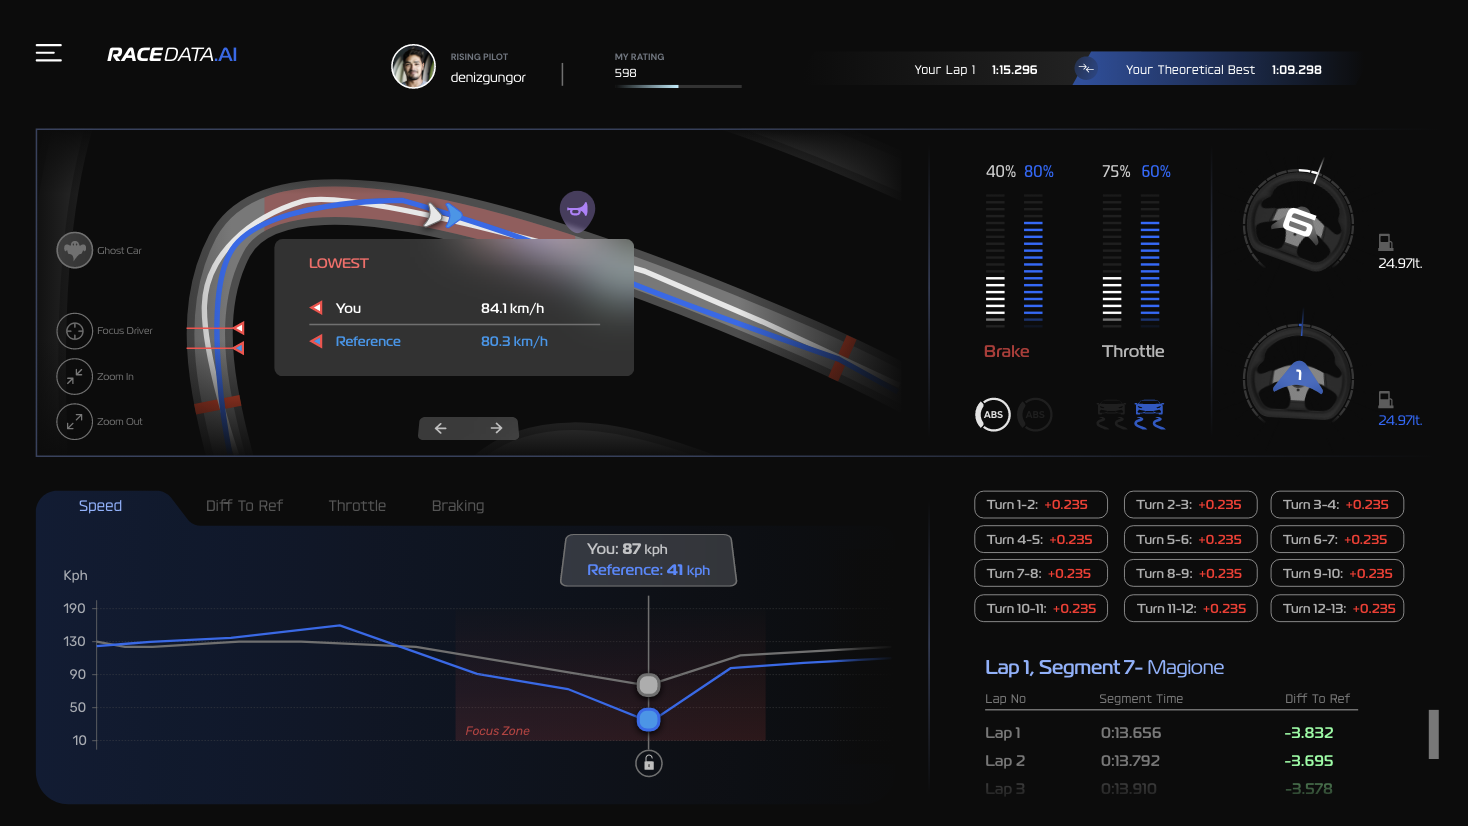 RACEDATA.AI
RISING PILOT
denizgungor
MY RATING
598
Your Lap 1 1:15.296
Your Theoretical Best 1:09.298
Ghost Car
Focus Driver
Zoom In
Zoom Out
LOWEST
You 84.1 km/h
Reference 80.3 km/h
40% 80%
75% 60%
Brake
Throttle
ABS
ABS
6
24.97lt.
1
24.97lt.
Speed
Diff To Ref
Throttle
Braking
You: 87 kph
Reference: 41 kph
Kph
190
130
90
50
10
Focus Zone
Turn 1-2: +0.235
Turn 2-3: +0.235
Turn 3-4: +0.235
Turn 4-5: +0.235
Turn 5-6: +0.235
Turn 6-7: +0.235
Turn 7-8: +0.235
Turn 8-9: +0.235
Turn 9-10: +0.235
Turn 10-11: +0.235
Turn 11-12: +0.235
Turn 12-13: +0.235
Lap 1, Segment 7- Magione
Lap No Segment Time Diff To Ref
Lap 1 0:13.656 -3.832
Lap 2 0:13.792 -3.695
Lap 3 0:13.910 -3.578